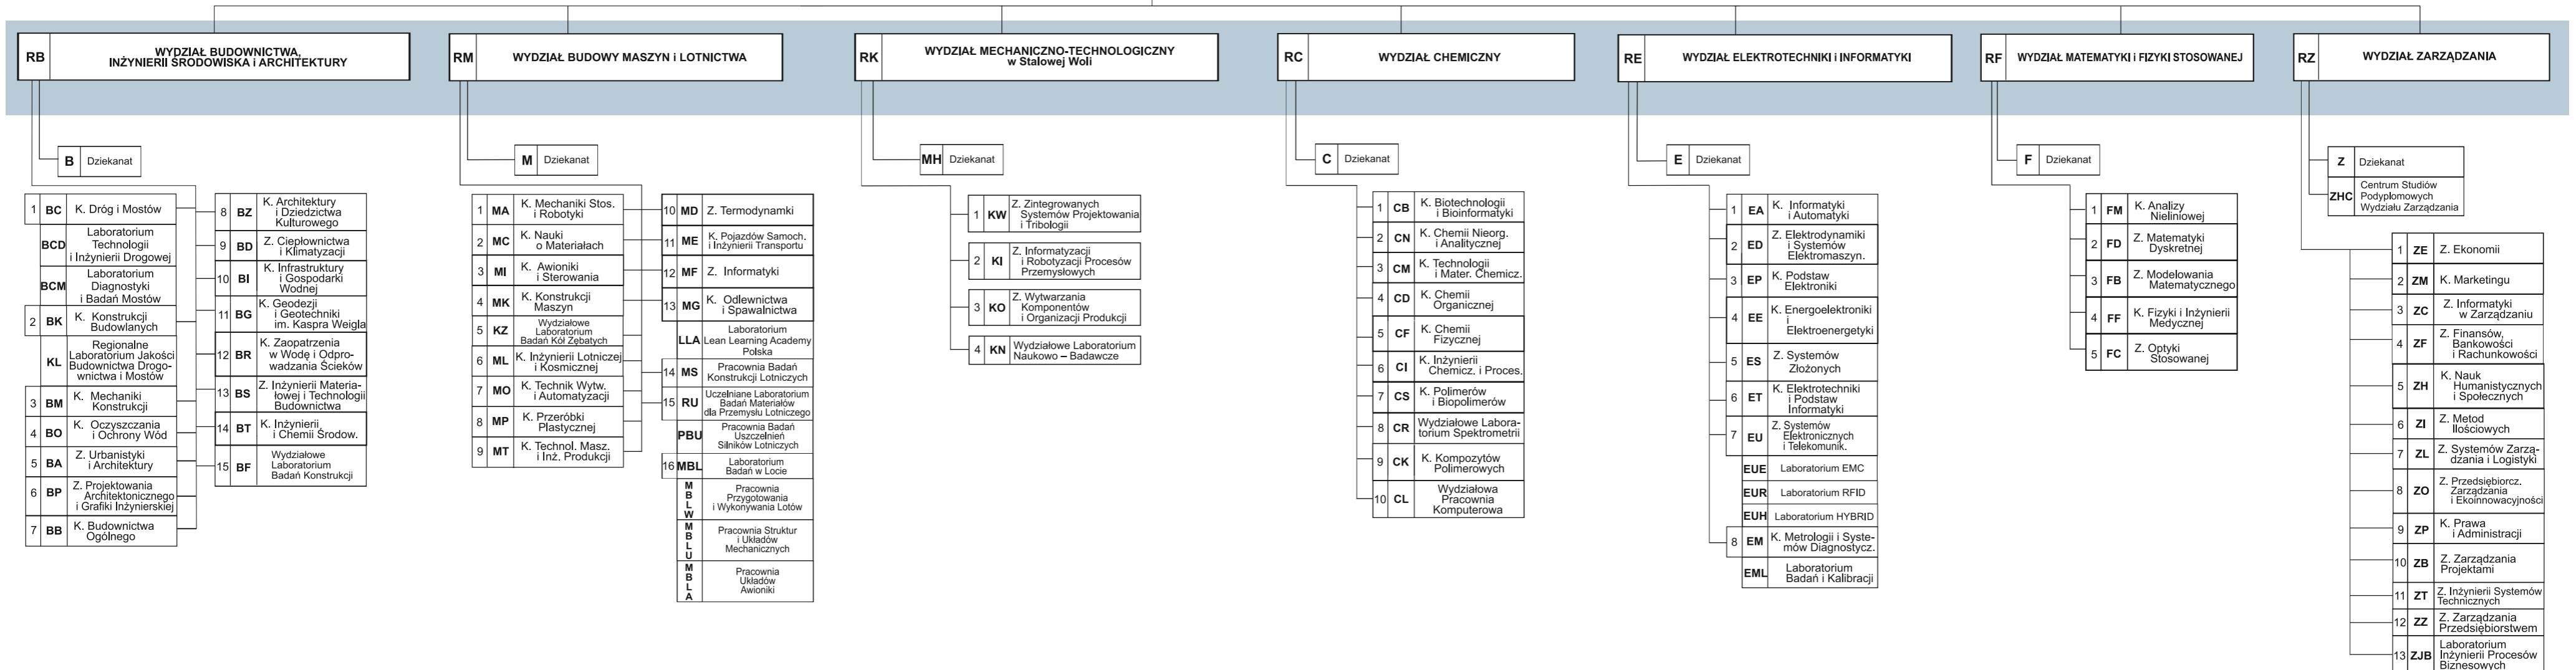 RB
WYDZIAŁ BUDOWNICTWA,
INŻYNIERII ŚRODOWISKA i ARCHITEKTURY
B Dziekanat
1 BC K. Dróg i Mostów
BCD Laboratorium
Technologii
i Inżynierii Drogowej
BCM Laboratorium
Diagnostyki
i Badań Mostów
2 BK K. Konstrukcji
Budowlanych
KL Regionalne
Laboratorium Jakości
Budownictwa Drogo-
wnictwa i Mostów
3 BM K. Mechaniki
Konstrukcji
4 BO K. Oczyszczania
i Ochrony Wód
5 BA Z. Urbanistyki
i Architektury
6 BP Z. Projektowania
Architektonicznego
i Grafiki Inżynierskiej
7 BB K. Budownictwa
Ogólnego
8 BZ K. Architektury
i Dziedzictwa
Kulturowego
9 BD Z. Ciepłownictwa
i Klimatyzacji
10 BI K. Infrastruktury
i Gospodarki
Wodnej
11 BG K. Geodezji
i Geotechniki
im. Kaspra Weigla
12 BR K. Zaopatrzenia
w Wodę i Odpro-
wadzania Ścieków
13 BS Z. Inżynierii Materia-
łowej i Technologii
Budownictwa
14 BT K. Inżynierii
i Chemii Środow.
15 BF Wydziałowe
Laboratorium
Badań Konstrukcji
RM
WYDZIAŁ BUDOWY MASZYN i LOTNICTWA
M Dziekanat
1 MA K. Mechaniki Stos.
i Robotyki
2 MC K. Nauki
o Materiałach
3 MI K. Awioniki
i Sterowania
4 MK K. Konstrukcji
Maszyn
5 KZ Wydziałowe
Laboratorium
Badań Kół Zębatych
6 ML K. Inżynierii Lotniczej
i Kosmicznej
7 MO K. Technik Wytw.
i Automatyzacji
8 MP K. Przeróbki
Plastycznej
9 MT K. Technol. Masz.
i Inż. Produkcji
10 MD Z. Termodynamki
11 ME K. Pojazdów Samoch.
i Inżynierii Transportu
12 MF Z. Informatyki
13 MG K. Odlewnictwa
i Spawalnictwa
LLA Laboratorium
Lean Learning Academy
Polska
14 MS Pracownia Badań
Konstrukcji Lotniczych
15 RU Uczelniane Laboratorium
Badań Materiałów
dla Przemysłu Lotniczego
PBU Pracownia Badań
Uszczelnień
Silników Lotniczych
16 MBL Laboratorium
Badań w Locie
MBLW Pracownia
Przygotowania
i Wykonywania Lotów
MBLU Pracownia Struktur
i Układów
Mechanicznych
MBLA Pracownia
Układów
Awioniki
RK
WYDZIAŁ MECHANICZNO-TECHNOLOGICZNY
w Stalowej Woli
MH Dziekanat
1 KW Z. Zintegrowanych
Systemów Projektowania
i Tribologii
2 KI Z. Informatyzacji
i Robotyzacji Procesów
Przemysłowych
3 KO Z. Wytwarzania
Komponentów
i Organizacji Produkcji
4 KN Wydziałowe Laboratorium
Naukowo – Badawcze
RC
WYDZIAŁ CHEMICZNY
C Dziekanat
1 CB K. Biotechnologii
i Bioinformatyki
2 CN K. Chemii Nieorg.
i Analitycznej
3 CM K. Technologii
i Mater. Chemicz.
4 CD K. Chemii
Organicznej
5 CF K. Chemii
Fizycznej
6 CI K. Inżynierii
Chemicz. i Proces.
7 CS K. Polimerów
i Biopolimerów
8 CR Wydziałowe Labora-
torium Spektrometrii
9 CK K. Kompozytów
Polimerowych
10 CL Wydziałowa
Pracownia
Komputerowa
RE
WYDZIAŁ ELEKTROTECHNIKI i INFORMATYKI
E Dziekanat
1 EA K. Informatyki
i Automatyki
2 ED Z. Elektrodynamiki
i Systemów
Elektromaszyn.
3 EP K. Podstaw
Elektroniki
4 EE K. Energoelektroniki
i
Elektroenergetyki
5 ES Z. Systemów
Złożonych
6 ET K. Elektrotechniki
i Podstaw
Informatyki
7 EU Z. Systemów
Elektronicznych
i Telekomunik.
EUE Laboratorium EMC
EUR Laboratorium RFID
EUH Laboratorium HYBRID
8 EM K. Metrologii i Syste-
mów Diagnostycz.
EML Laboratorium
Badań i Kalibracji
RF
WYDZIAŁ MATEMATYKI i FIZYKI STOSOWANEJ
F Dziekanat
1 FM K. Analizy
Nieliniowej
2 FD Z. Matematyki
Dyskretnej
3 FB Z. Modelowania
Matematycznego
4 FF K. Fizyki i Inżynierii
Medycznej
5 FC Z. Optyki
Stosowanej
RZ
WYDZIAŁ ZARZĄDZANIA
Z Dziekanat
ZHC Centrum Studiów
Podyplomowych
Wydziału Zarządzania
1 ZE Z. Ekonomii
2 ZM K. Marketingu
3 ZC Z. Informatyki
w Zarządzaniu
4 ZF Z. Finansów,
Bankowości
i Rachunkowości
5 ZH K. Nauk
Humanistycznych
i Społecznych
6 ZI Z. Metod
Ilościowych
7 ZL Z. Systemów Zarzą-
dzania i Logistyki
8 ZO Z. Przedsiębiorcz.
Zarządzania
i Ekoinnowacyjności
9 ZP K. Prawa
i Administracji
10 ZB Z. Zarządzania
Projektami
11 ZT Z. Inżynierii Systemów
Technicznych
12 ZZ Z. Zarządzania
Przedsiębiorstwem
13 ZJB Laboratorium
Inżynierii Procesów
Biznesowych